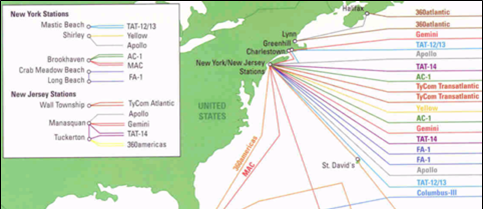 New York Stations
Mastic Beach
TAT-12/13
Shirley
Yellow
Apollo
Brookhaven
AC-1
MAC
Crab Meadow Beach
FA-1
Long Beach
New Jersey Stations
Wall Township
TyCom Atlantic
Apollo
Manasquan
Gemini
TAT-14
Tuckerton
360americas
Halifax
Lynn
Greenhill
Charlestown
New York/New Jersey
Stations
UNITED
STATES
360americas
MAC
St. David's
360atlantic
360atlantic
Gemini
TAT-12/13
Apollo
TAT-14
AC-1
TyCom Transatlantic
TyCom Transatlantic
Yellow
AC-1
Gemini
TAT-14
FA-1
FA-1
Apollo
TAT-12/13
Columbus-III